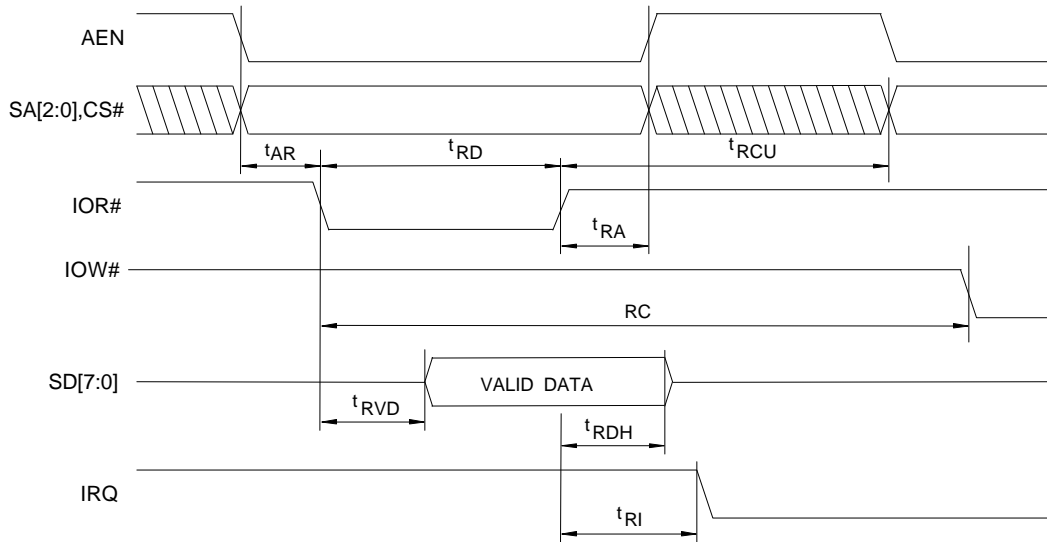 AEN
SA[2:0],CS#
tAR
tRD
tRCU
IOR#
tRA
IOW#
RC
SD[7:0]
VALID DATA
tRVD
tRDH
IRQ
tRI